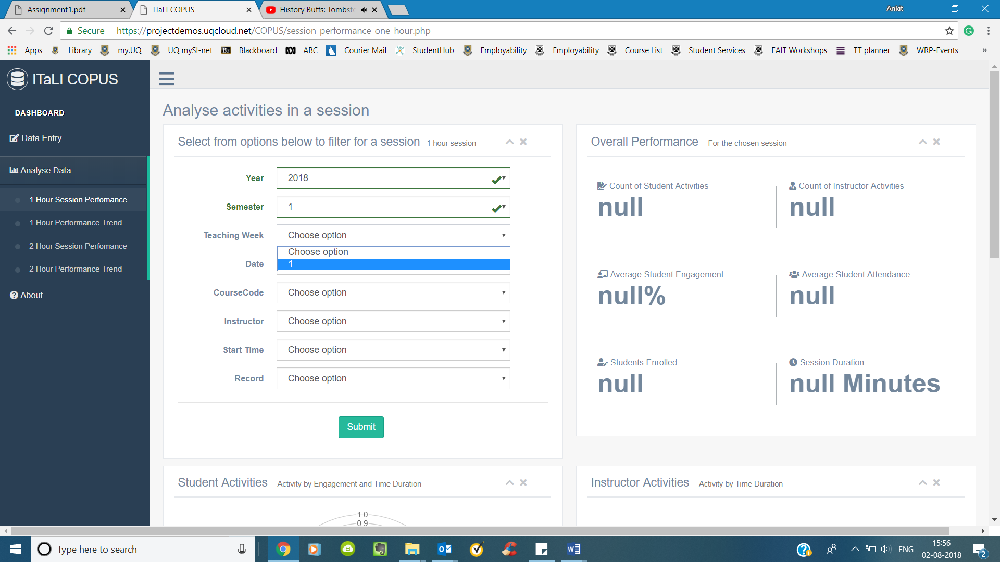 Assignment1.pdf
ITaLI COPUS
History Buffs: Tombst
Ankit
Secure
https://projectdemos.uqcloud.net/COPUS/session_performance_one_hour.php
Apps
Library
my.UQ
UQ mySI-net
Bb
Blackboard
ABC
Courier Mail
StudentHub
Employability
Employability
Course List
Student Services
EAIT Workshops
TT planner
WRP-Events
»
ITaLI COPUS
DASHBOARD
Data Entry
Analyse Data
1 Hour Session Perfomance
1 Hour Performance Trend
2 Hour Session Perfomance
2 Hour Performance Trend
About
Analyse activities in a session
Select from options below to filter for a session 1 hour session
Year 2018
Semester 1
Teaching Week Choose option
Choose option
Date
1
CourseCode Choose option
Instructor Choose option
Start Time Choose option
Record Choose option
Submit
Overall Performance For the chosen session
Count of Student Activities
null
Count of Instructor Activities
null
Average Student Engagement
null%
Average Student Attendance
null
Students Enrolled
null
Session Duration
null Minutes
Student Activities Activity by Engagement and Time Duration
1.0
0.9
Instructor Activities Activity by Time Duration
Type here to search
ENG
15:56
02-08-2018
2